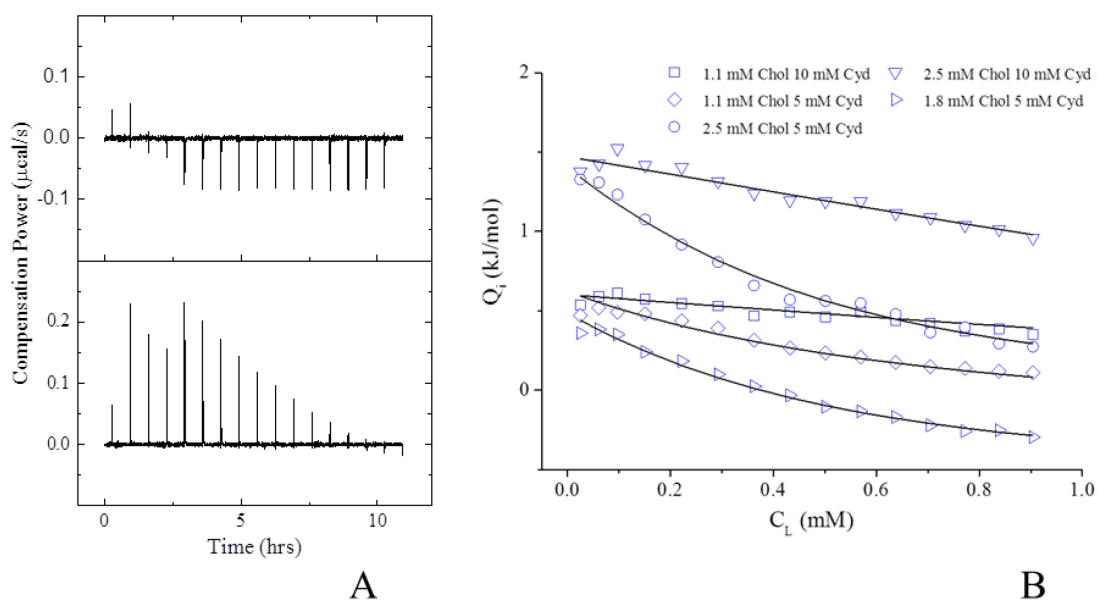 0.1
0.0
-0.1
0.2
0.1
0.0
Compensation Power (μcal/s)
0 5 10
Time (hrs)
A
2
1
0
Qi (kJ/mol)
1.1 mM Chol 10 mM Cyd
1.1 mM Chol 5 mM Cyd
2.5 mM Chol 5 mM Cyd
2.5 mM Chol 10 mM Cyd
1.8 mM Chol 5 mM Cyd
0.0 0.2 0.4 0.6 0.8 1.0
CL (mM)
B